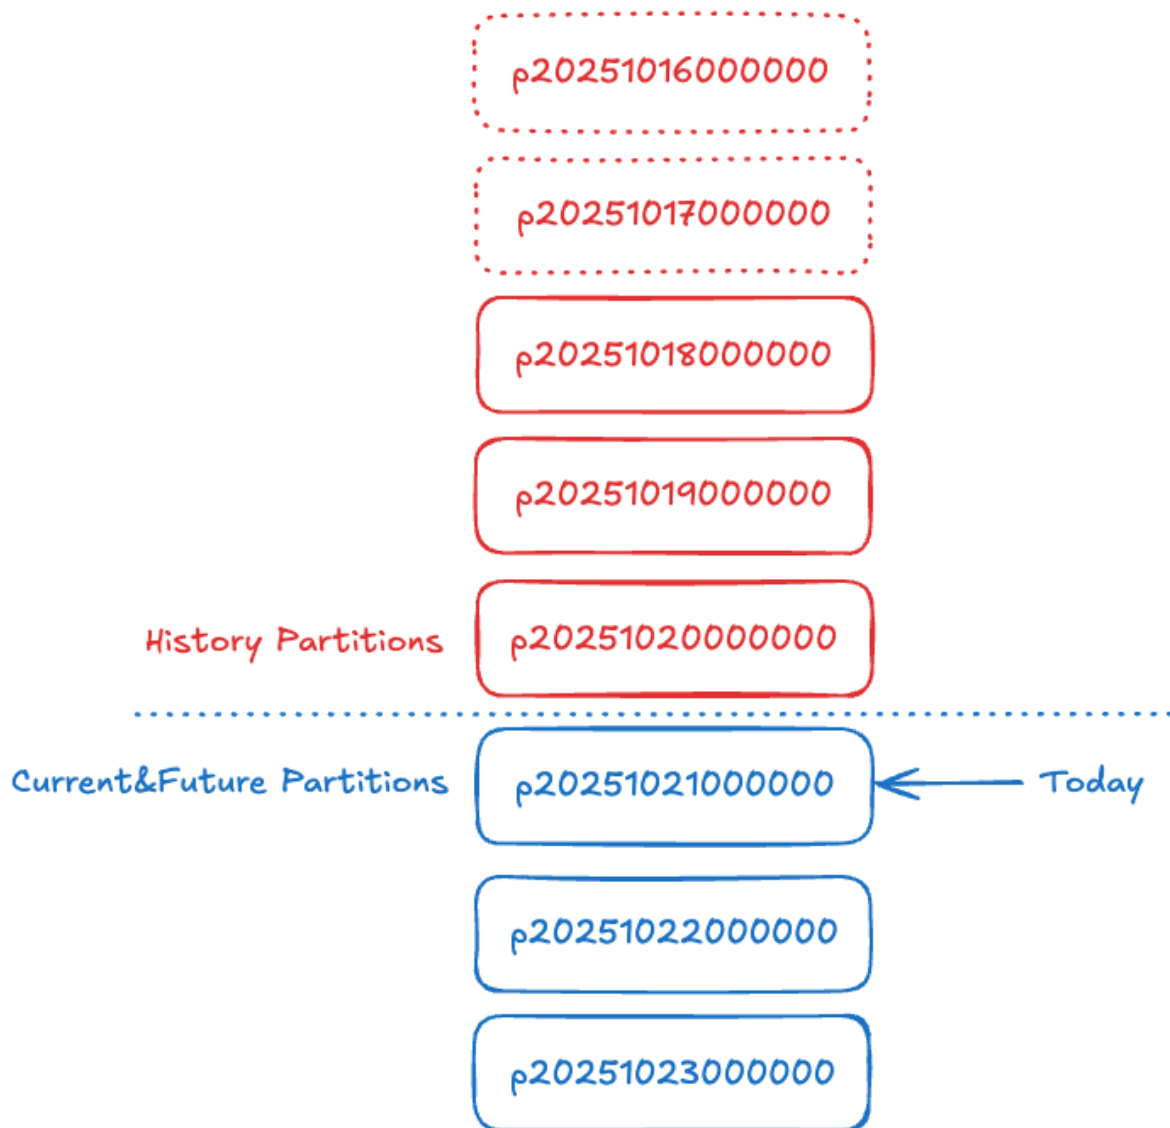 p20251016000000
p20251017000000
p20251018000000
p20251019000000
History Partitions p20251020000000
Current&Future Partitions p20251021000000 Today
p20251022000000
p20251023000000